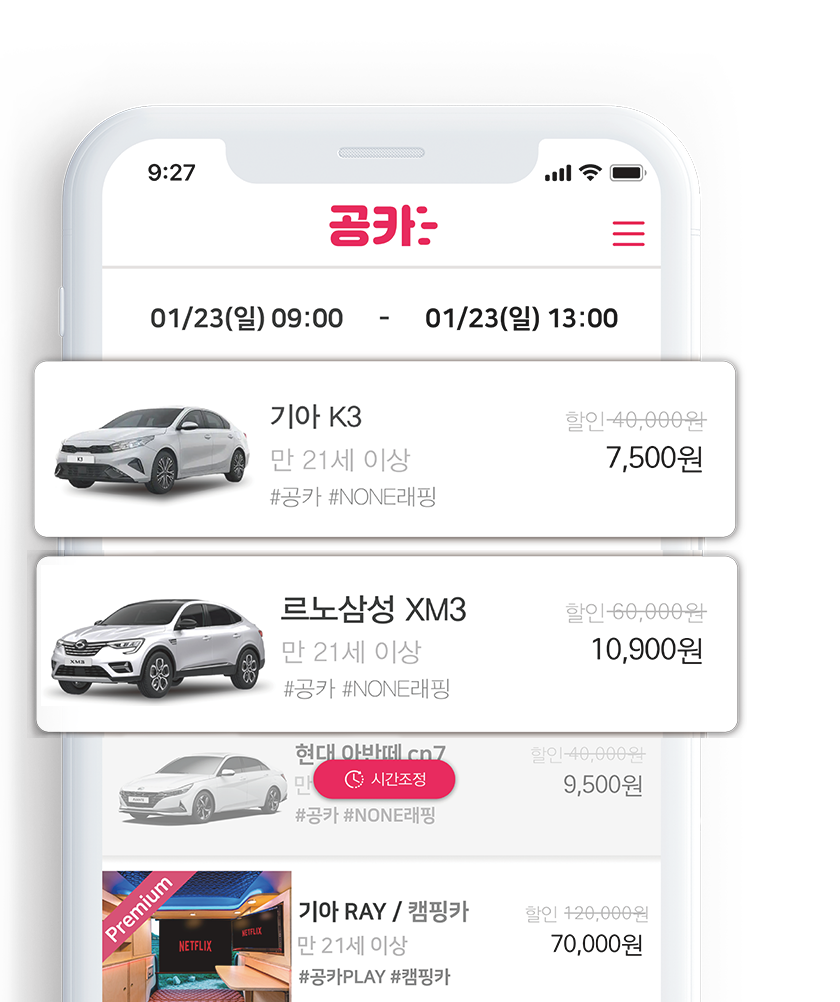 9:27
공카
01/23(일) 09:00 - 01/23(일) 13:00
기아 K3
할인 40,000원
만 21세 이상
7,500원
#공카 #NONE래핑
K3
르노삼성 XM3
할인 60,000원
만 21세 이상
10,900원
#공카 #NONE래핑
XM3
현대 아반떼 cn7
할인 40,000원
만
9,500원
시간조정
#공카 #NONE래핑
Premium
NETFLIX
NETFLIX
기아 RAY / 캠핑카
할인 120,000원
만 21세 이상
70,000원
#공카PLAY #캠핑카